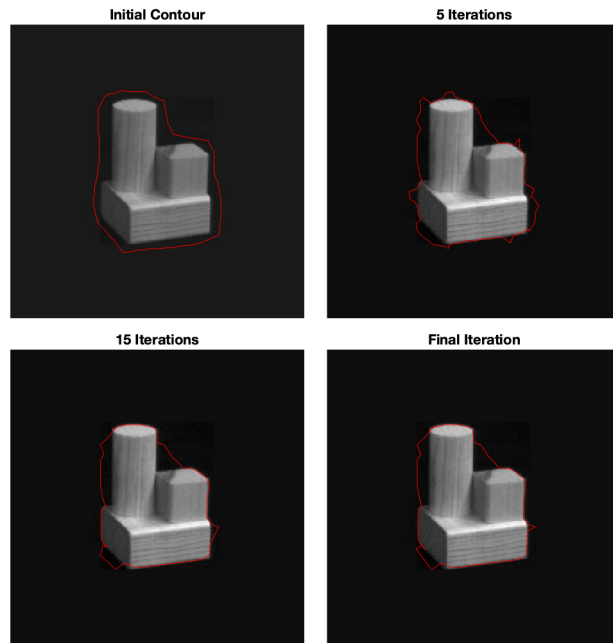 Initial Contour
5 Iterations
15 Iterations
Final Iteration